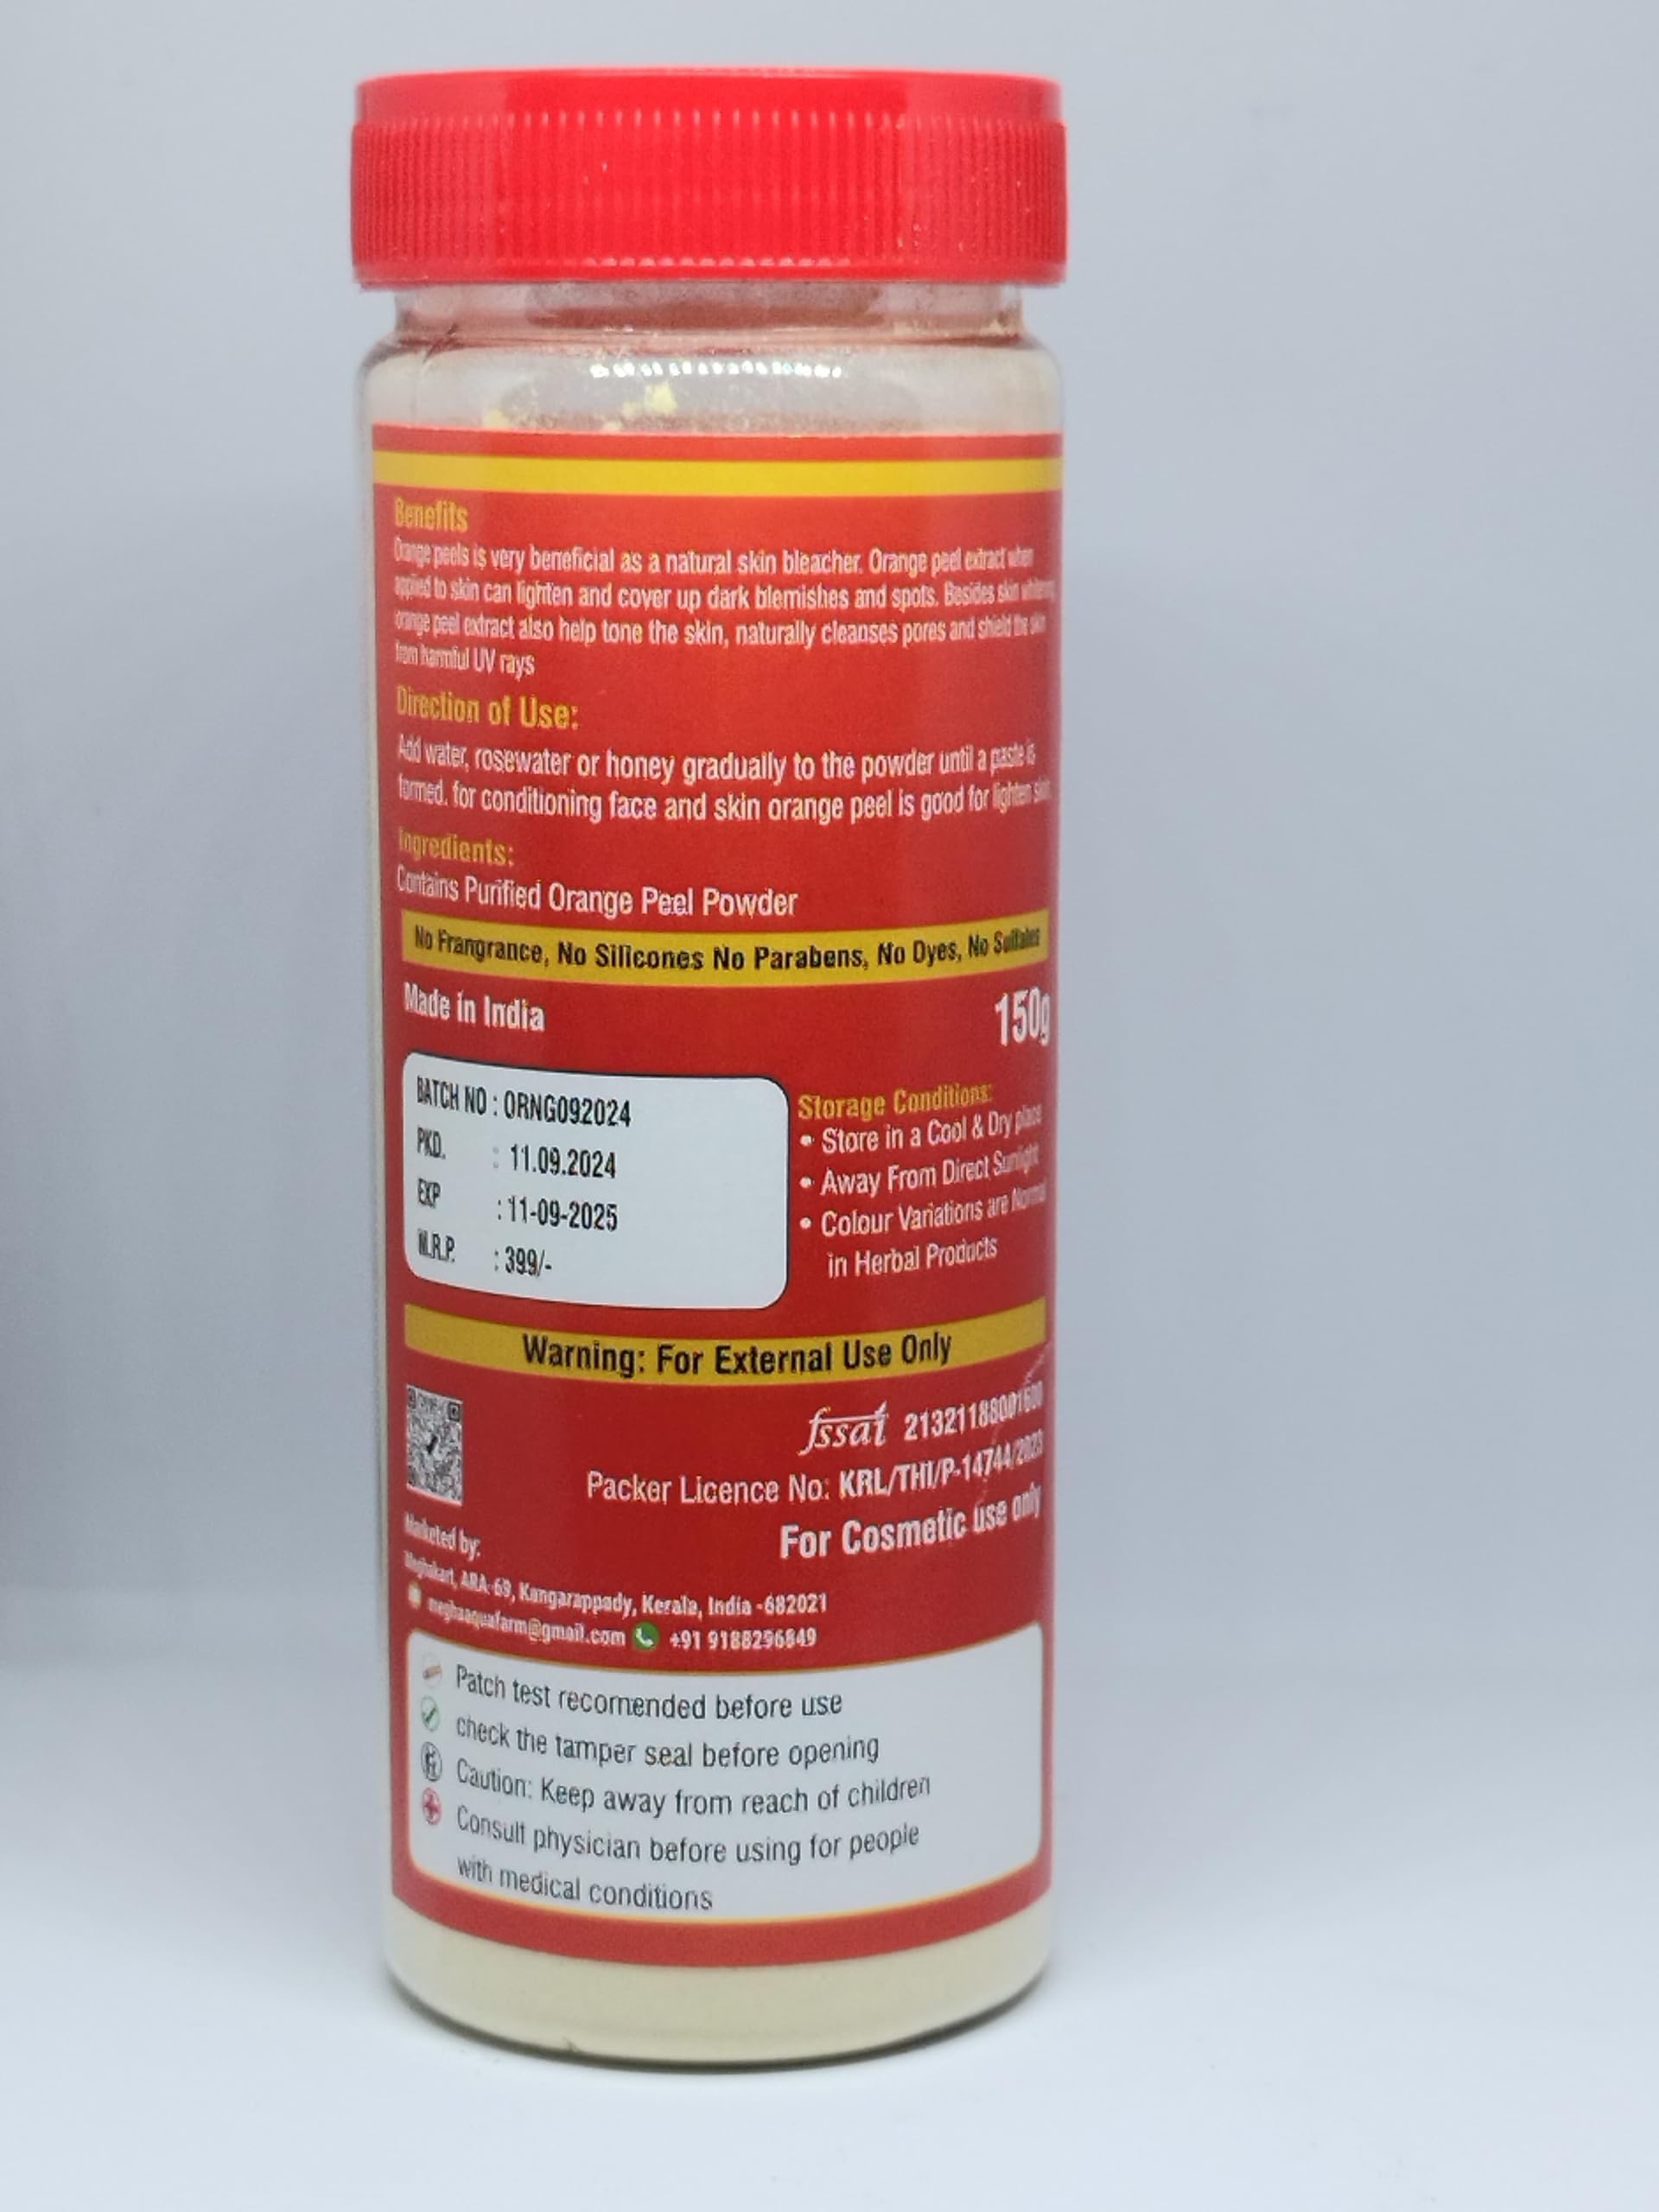 Benefits
Orange peels is very beneficial as a natural skin bleacher. Orange peel extract when
applied to skin can lighten and cover up dark blemishes and spots. Besides skin
orange peel extract also help tone the skin, naturally cleanses pores and shield the skin
from harmful UV rays
Direction of Use:
Add water, rosewater or honey gradually to the powder until a paste is
formed. for conditioning face and skin orange peel is good for lighten
Ingredients:
Contains Purified Orange Peel Powder
No Frangrance, No Silicones No Parabens, No Dyes, No
Made in India
150g
BATCH NO : ORNG092024
PKD. : 11.09.2024
EXP : 11-09-2025
M.R.P. : 399/-
Storage Conditions:
• Store in a Cool & Dry place
• Away From Direct Sunlight
• Colour Variations are Normal
in Herbal Products
Warning: For External Use Only
fssai 21321188001600
Packer Licence No: KRL/THI/P-14744/2023
For Cosmetic use only
Marketed by:
Meghakart, ARA-69, Kangarappady, Kerala, India -682021
meghaaquafarm@gmail.com +91 9188296849
Patch test recomended before use
check the tamper seal before opening
Caution: Keep away from reach of children
Consult physician before using for people
with medical conditions